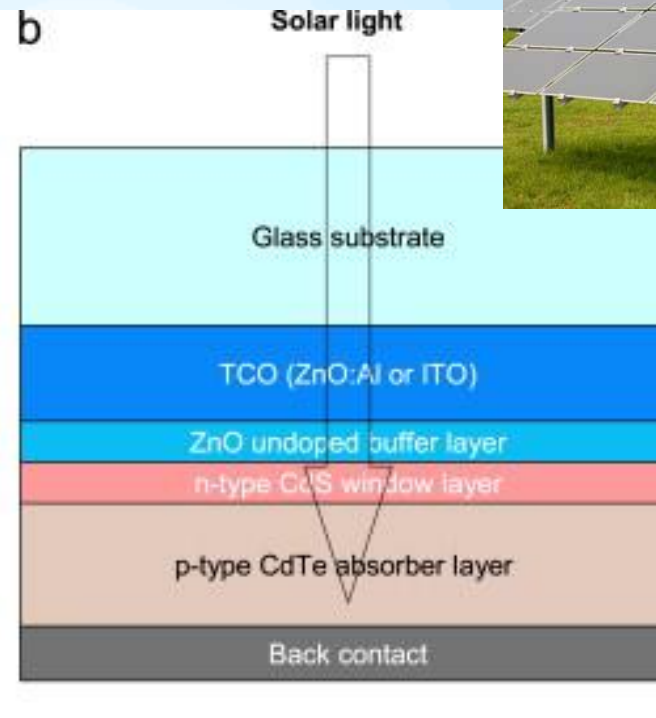 b
Solar light
Glass substrate
TCO (ZnO:Al or ITO)
ZnO undoped buffer layer
n-type CdS window layer
p-type CdTe absorber layer
Back contact